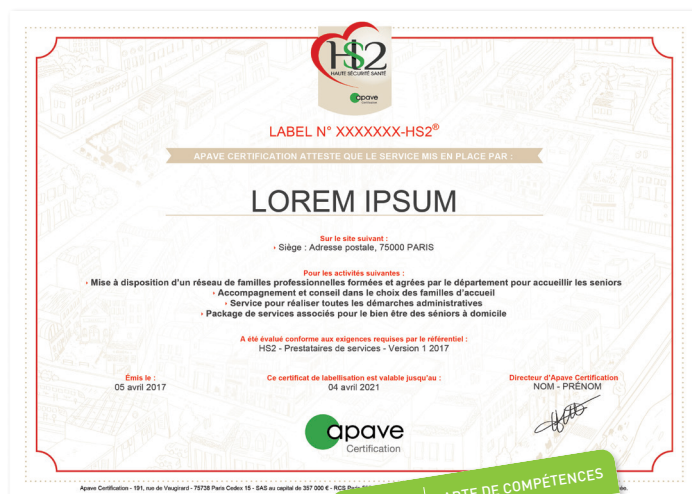 HS2
HAUTE SÉCURITÉ SANTÉ
apave
Certification
LABEL N° XXXXXXX-HS2®
APAVE CERTIFICATION ATTESTE QUE LE SERVICE MIS EN PLACE PAR :
LOREM IPSUM
Sur le site suivant :
› Siège : Adresse postale, 75000 PARIS
Pour les activités suivantes :
› Mise à disposition d'un réseau de familles professionnelles formées et agrées par le département pour accueillir les seniors
› Accompagnement et conseil dans le choix des familles d'accueil
› Service pour réaliser toutes les démarches administratives
› Package de services associés pour le bien être des séniors à domicile
A été évalué conforme aux exigences requises par le référentiel :
HS2 - Prestataires de services - Version 1 2017
Émis le :
05 avril 2017
Ce certificat de labellisation est valable jusqu'au :
04 avril 2021
Directeur d'Apave Certification
NOM - PRÉNOM
apave
Certification
DE COMPÉTENCES
Apave Certification - 191, rue de Vaugirard - 75738 Paris Cedex 15 - SAS au capital de 357 000 € - RCS